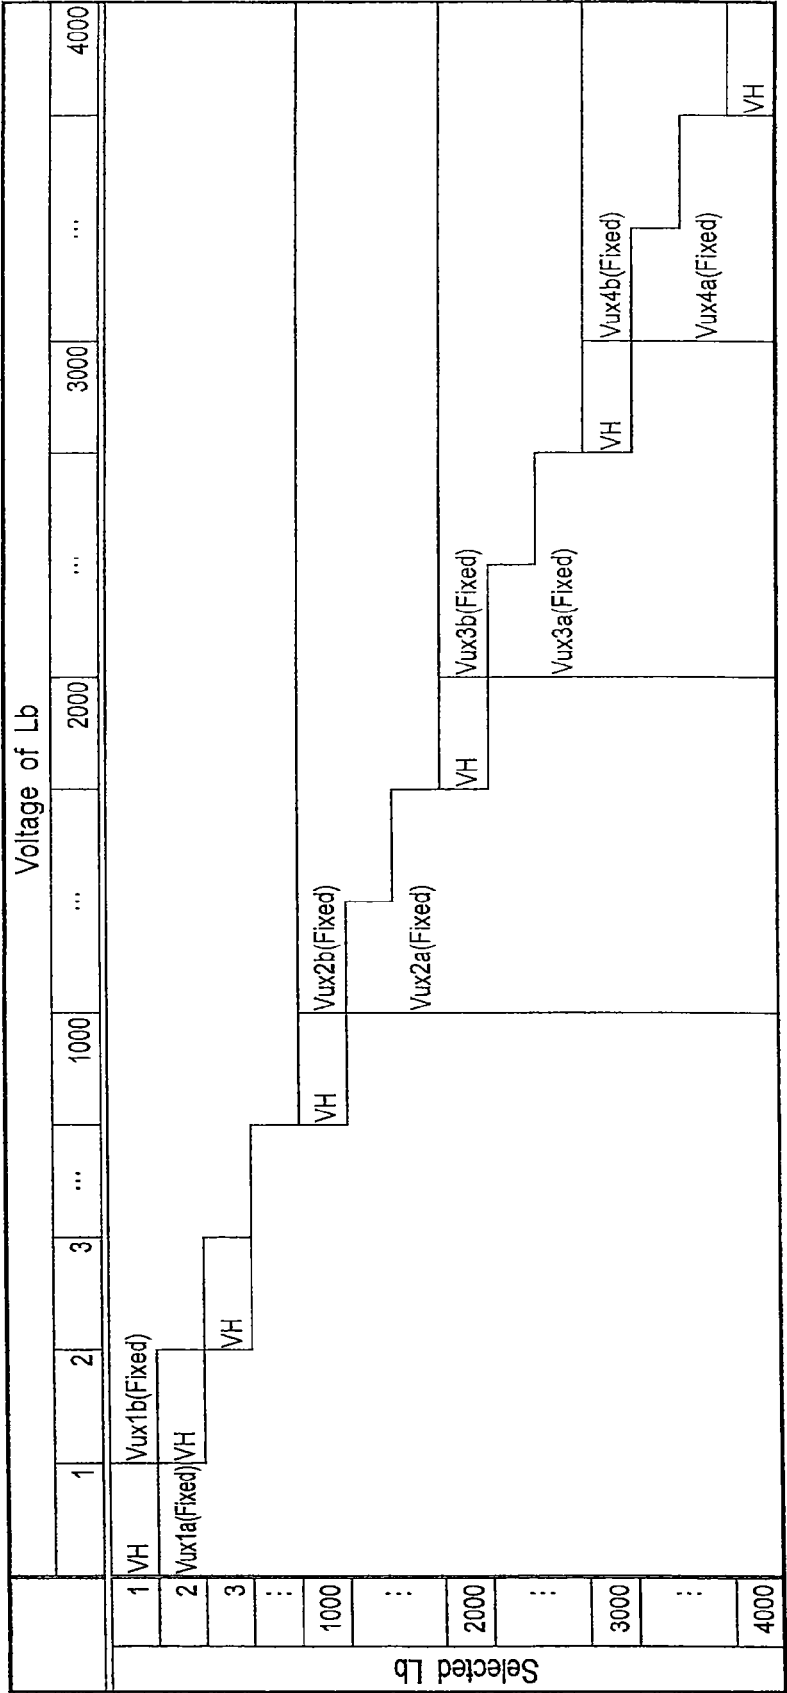 Voltage of Lb
1 2 3 ... 1000 ... 2000 ... 3000 ... 4000
Selected Lb
1 VH Vux1b(Fixed)
2 Vux1a(Fixed) VH
3 VH
...
1000 VH Vux2b(Fixed)
... Vux2a(Fixed)
2000 VH Vux3b(Fixed)
... Vux3a(Fixed)
3000 VH Vux4b(Fixed)
... Vux4a(Fixed)
4000 VH